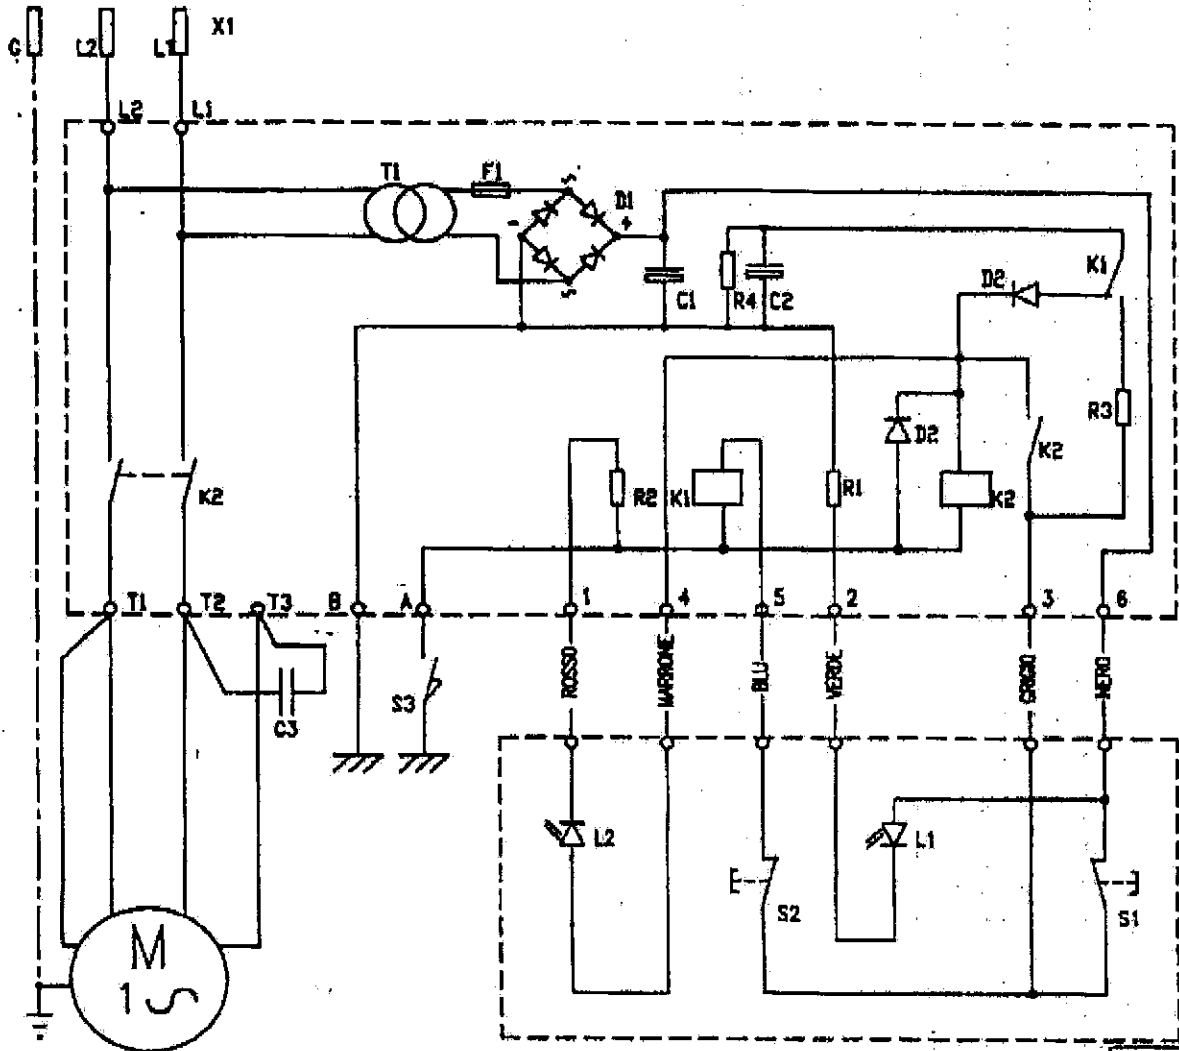 G
L2
L1
X1
L2
L1
T1
F1
S
D1
-
+
S
C1
R4
C2
D2
K1
R3
D2
K2
R2
K1
R1
K2
K2
T1
T2
T3
B
A
1
4
5
2
3
6
ROSSO
MARRONE
BLU
VERDE
GRIGIO
NERO
S3
C3
L2
L1
S2
S1
M
1